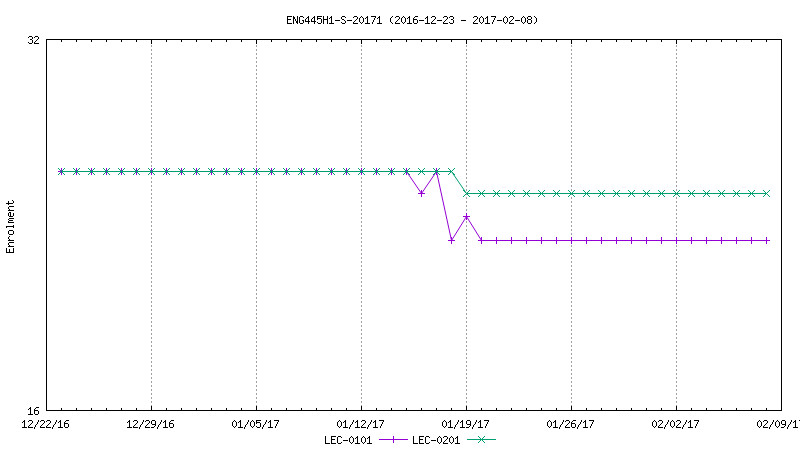 ENG445H1-S-20171 (2016-12-23 - 2017-02-08)
32
Enrolment
16
12/22/16 12/29/16 01/05/17 01/12/17 01/19/17 01/26/17 02/02/17 02/09/1
LEC-0101 LEC-0201